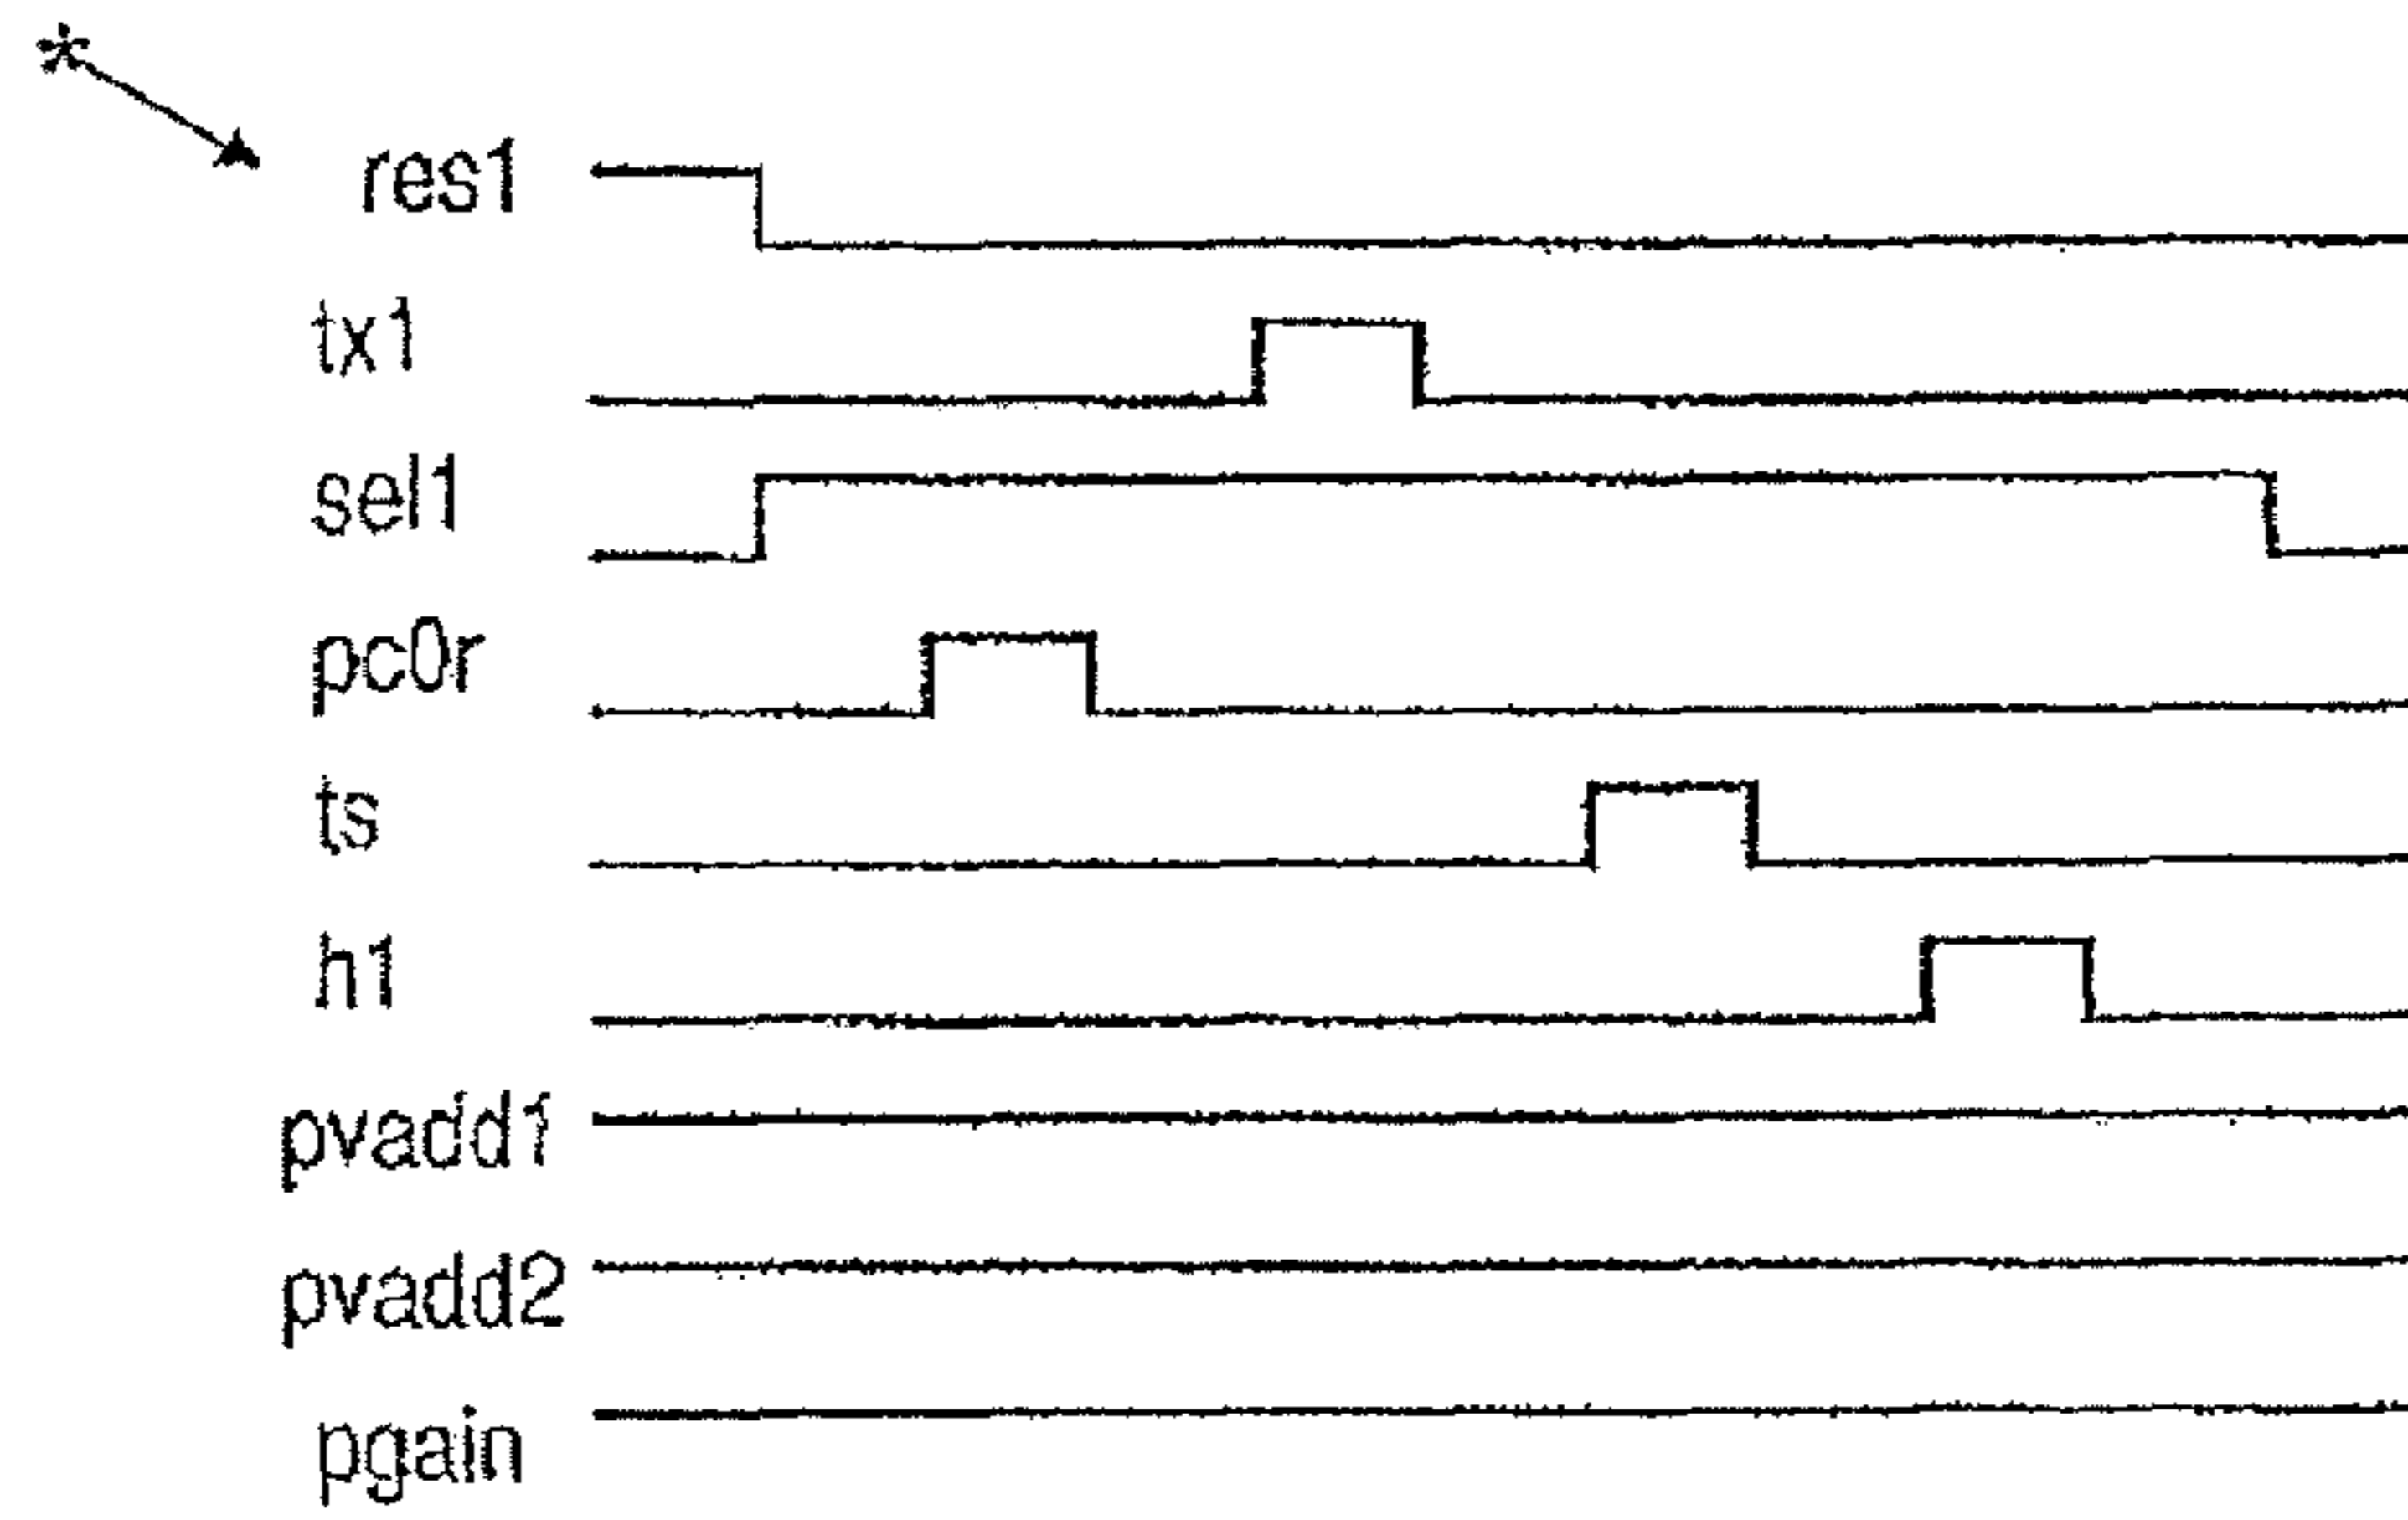 *
res1
tx1
sel1
pc0r
ts
h1
pvadd1
pvadd2
pgain